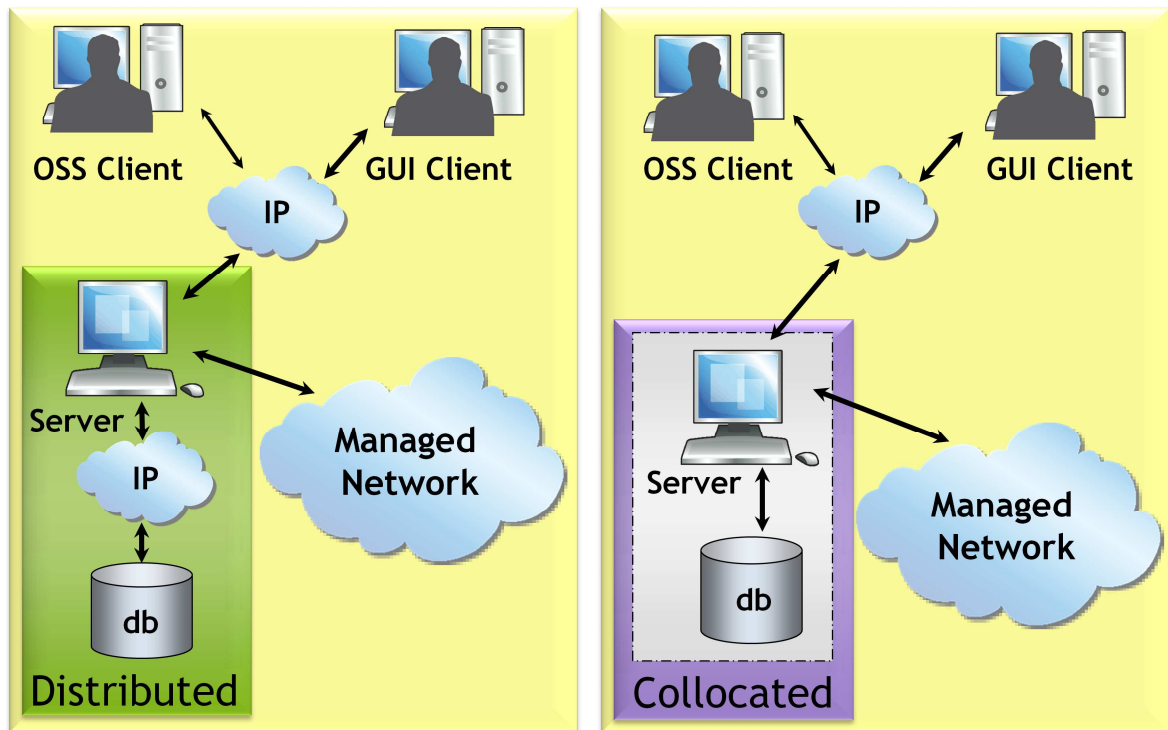 OSS Client
GUI Client
IP
Server
IP
Managed
Network
db
Distributed
OSS Client
GUI Client
IP
Server
Managed
Network
db
Collocated